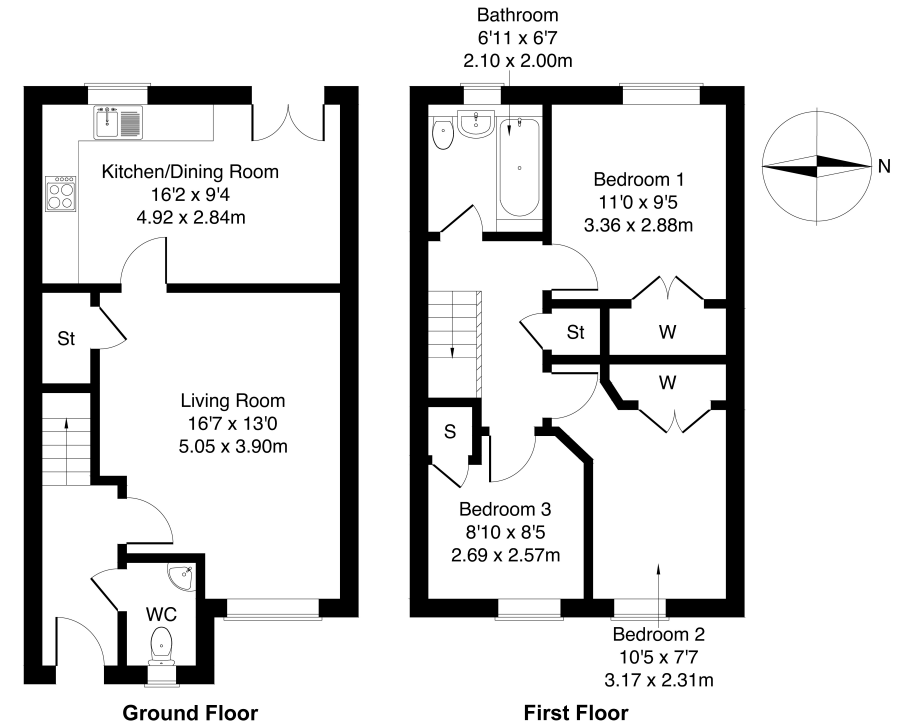 Bathroom
6'11 x 6'7
2.10 x 2.00m
Kitchen/Dining Room
16'2 x 9'4
4.92 x 2.84m
St
Living Room
16'7 x 13'0
5.05 x 3.90m
WC
Ground Floor
Bedroom 1
11'0 x 9'5
3.36 x 2.88m
N
St
W
W
S
Bedroom 3
8'10 x 8'5
2.69 x 2.57m
Bedroom 2
10'5 x 7'7
3.17 x 2.31m
First Floor